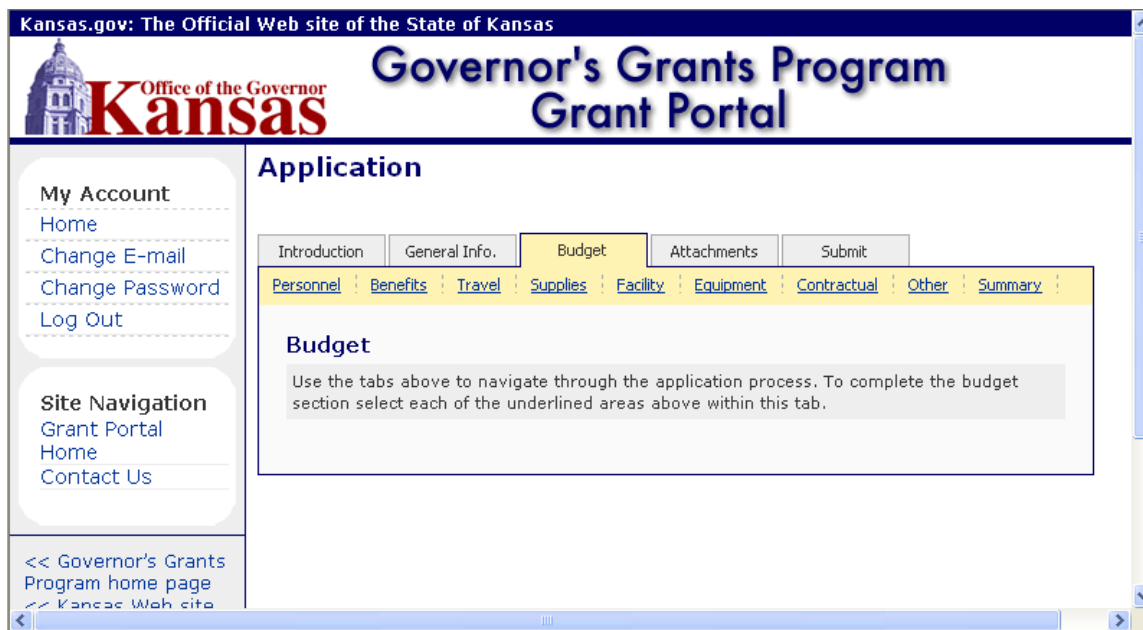 Kansas.gov: The Official Web site of the State of Kansas
Office of the Governor
Kansas
Governor's Grants Program
Grant Portal
My Account
Home
Change E-mail
Change Password
Log Out
Site Navigation
Grant Portal
Home
Contact Us
<< Governor's Grants
Program home page
<< Kansas Web site
Application
Introduction
General Info.
Budget
Attachments
Submit
Personnel
Benefits
Travel
Supplies
Facility
Equipment
Contractual
Other
Summary
Budget
Use the tabs above to navigate through the application process. To complete the budget
section select each of the underlined areas above within this tab.